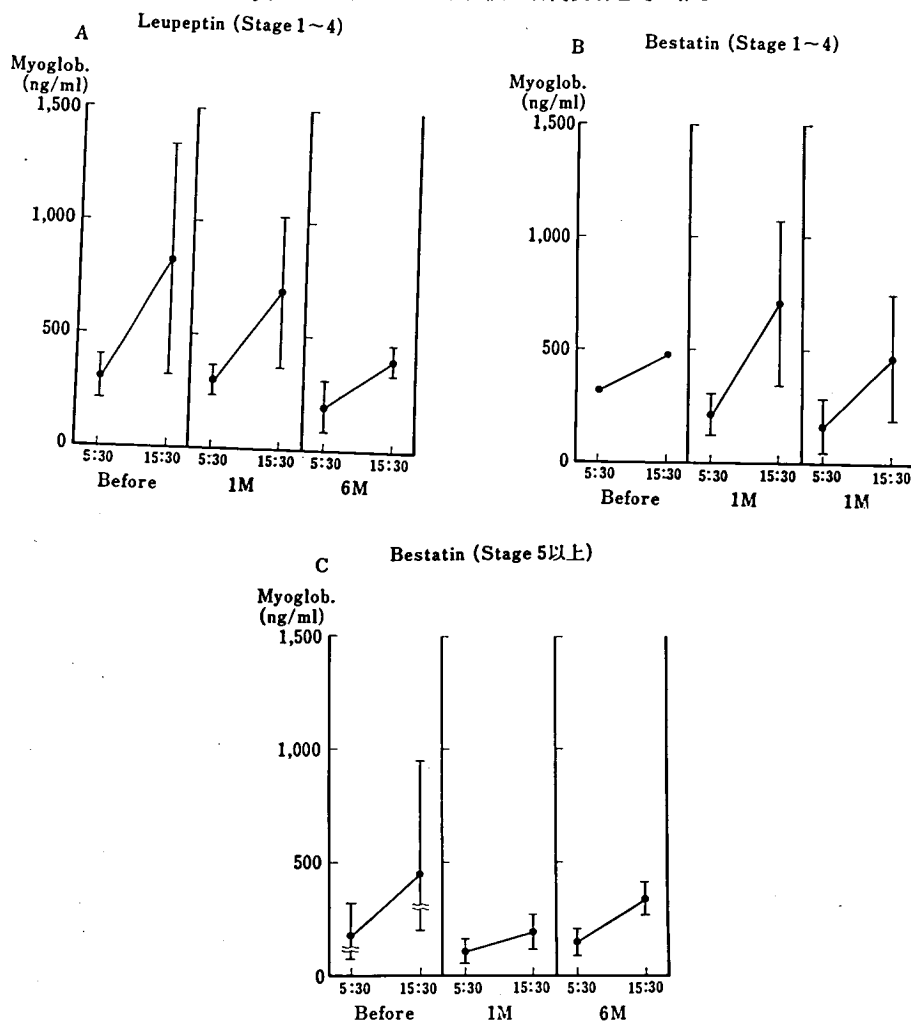 A
Leupeptin (Stage 1~4)
Myoglob.
(ng/ml)
1,500
1,000
500
0
5:30 15:30 5:30 15:30 5:30 15:30
Before 1M 6M
B
Bestatin (Stage 1~4)
Myoglob.
(ng/ml)
1,500
1,000
500
0
5:30 15:30 5:30 15:30 5:30 15:30
Before 1M 1M
C
Bestatin (Stage 5以上)
Myoglob.
(ng/ml)
1,500
1,000
500
0
5:30 15:30 5:30 15:30 5:30 15:30
Before 1M 6M